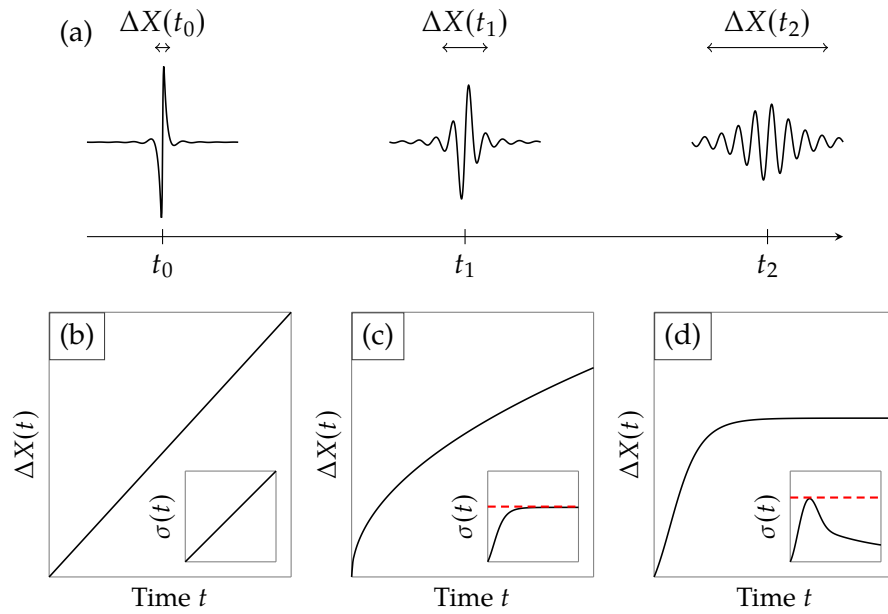 (a)
ΔX(t₀)
ΔX(t₁)
ΔX(t₂)
t₀
t₁
t₂
(b)
ΔX(t)
σ(t)
Time t
(c)
ΔX(t)
σ(t)
Time t
(d)
ΔX(t)
σ(t)
Time t